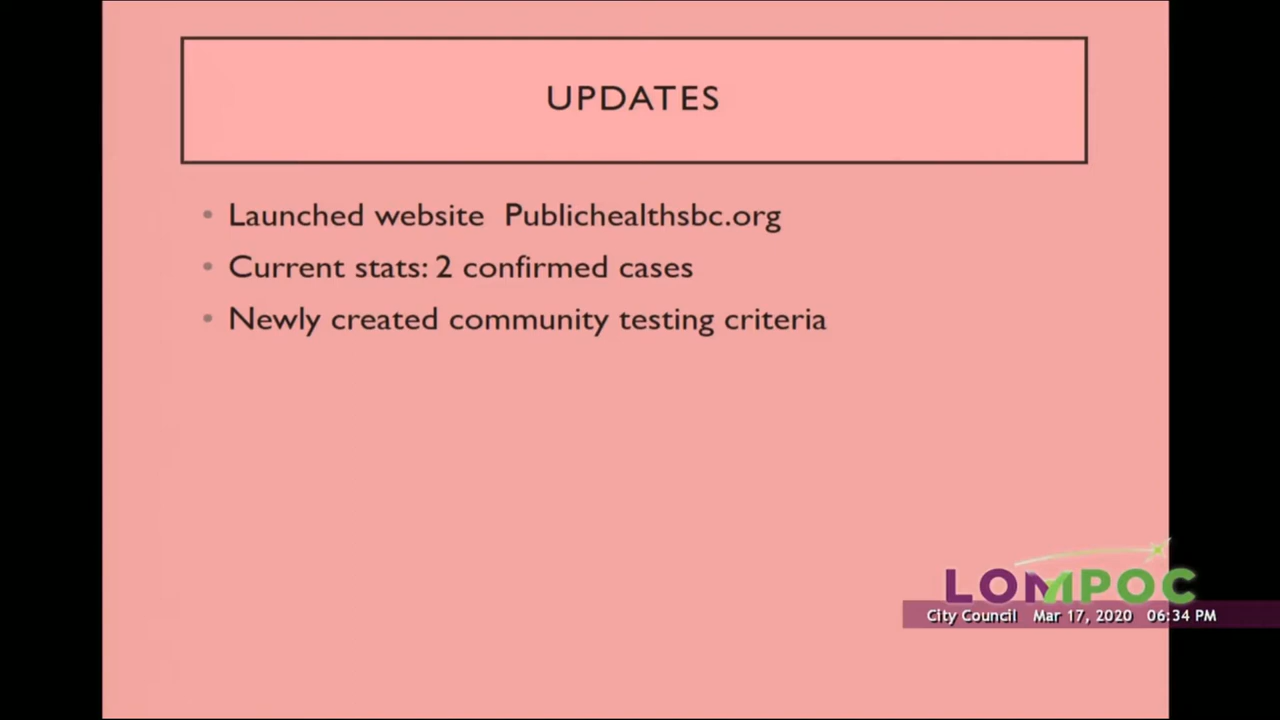 UPDATES
• Launched website Publichealthsbc.org
• Current stats: 2 confirmed cases
• Newly created community testing criteria
LOMPOC
City Council Mar 17, 2020 06:34 PM